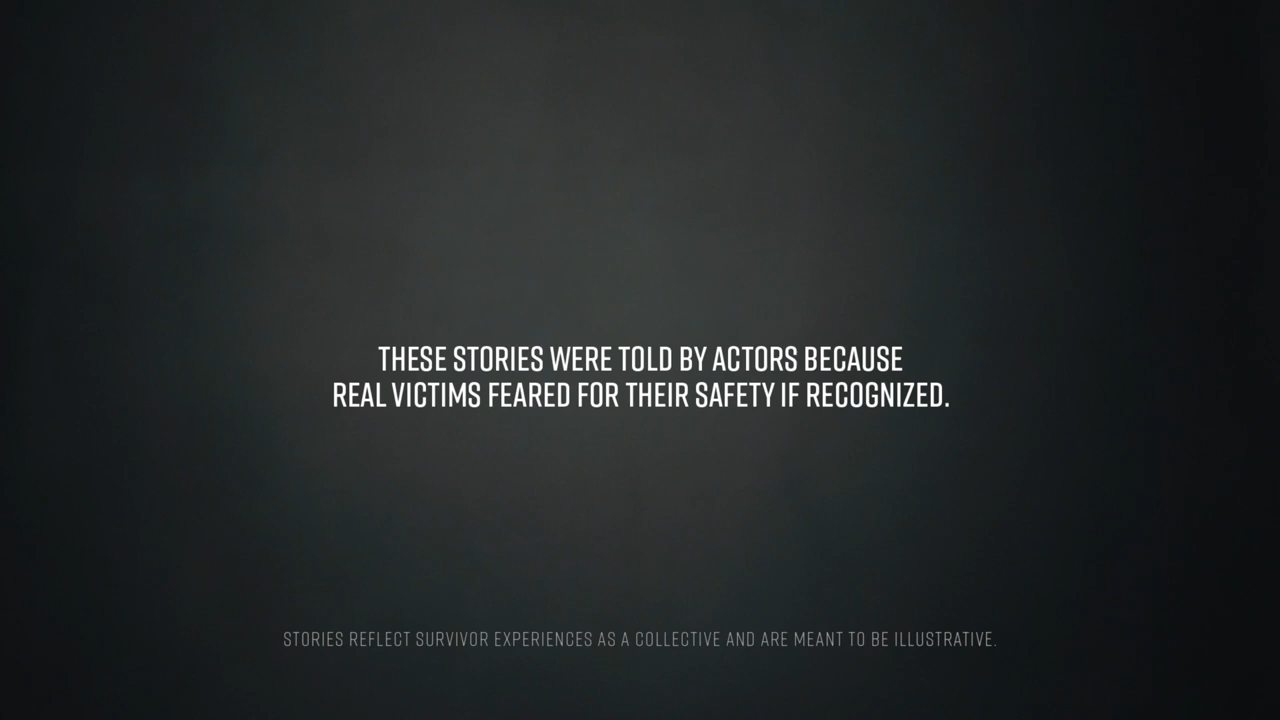 THESE STORIES WERE TOLD BY ACTORS BECAUSE
REAL VICTIMS FEARED FOR THEIR SAFETY IF RECOGNIZED.
STORIES REFLECT SURVIVOR EXPERIENCES AS A COLLECTIVE AND ARE MEANT TO BE ILLUSTRATIVE.